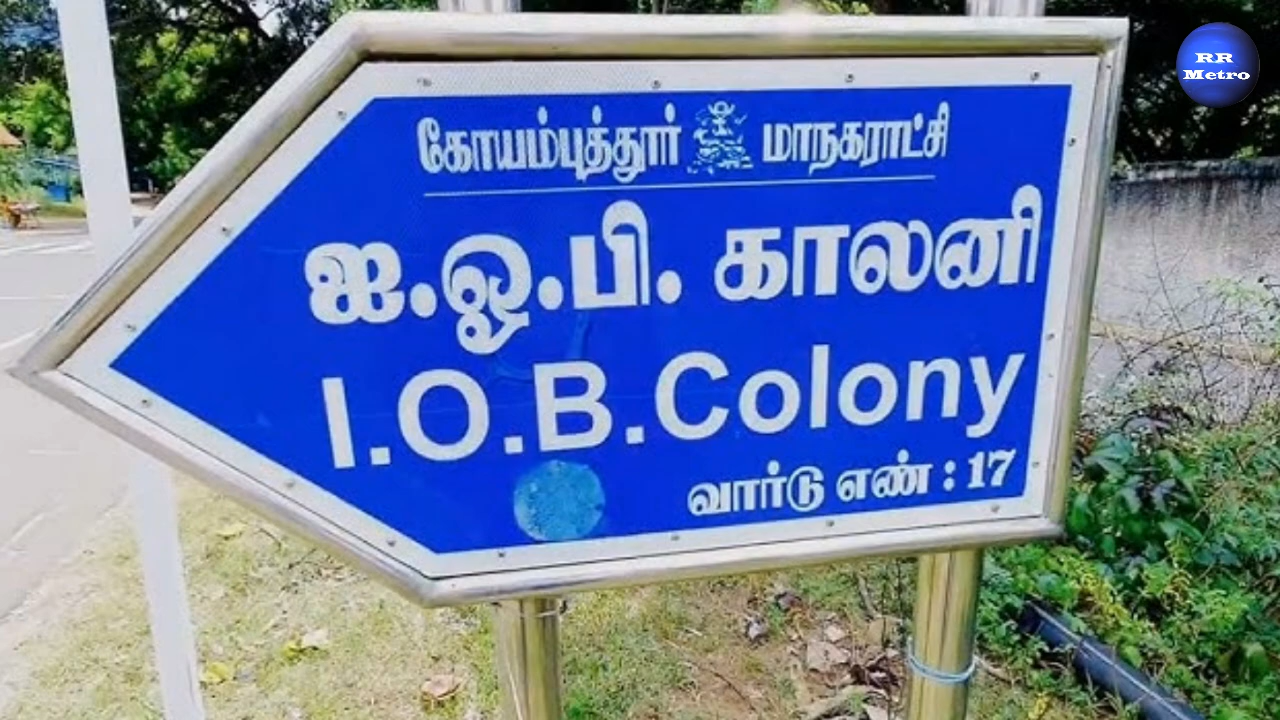 RR
Metro
கோயம்புத்தூர் மாநகராட்சி
ஐ.ஓ.பி. காலனி
I.O.B.Colony
வார்டு எண் : 17